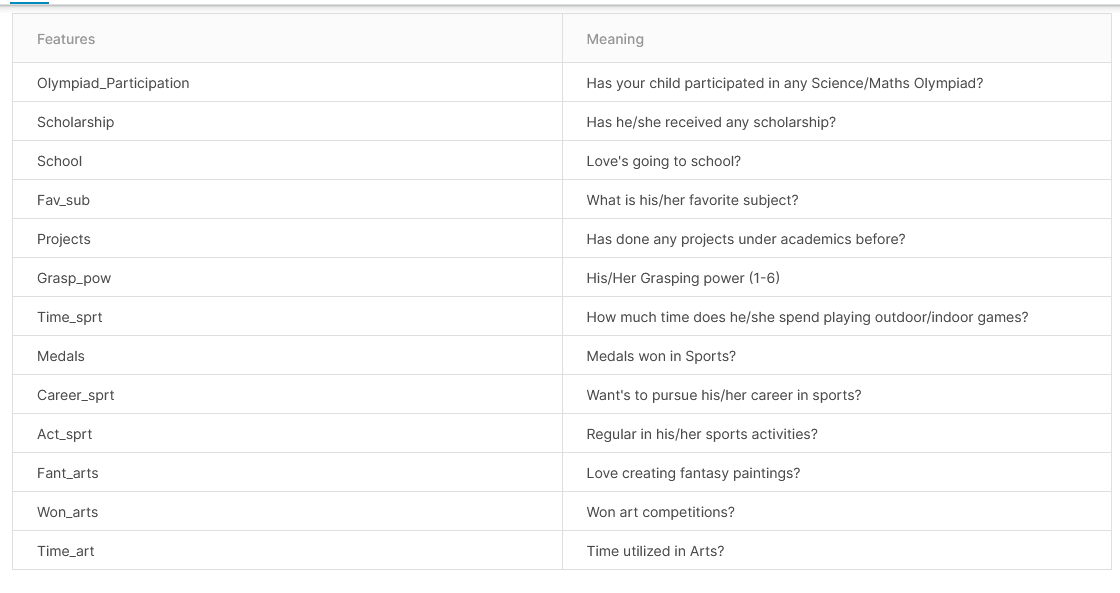 Features Meaning
Olympiad_Participation Has your child participated in any Science/Maths Olympiad?
Scholarship Has he/she received any scholarship?
School Love's going to school?
Fav_sub What is his/her favorite subject?
Projects Has done any projects under academics before?
Grasp_pow His/Her Grasping power (1-6)
Time_sprt How much time does he/she spend playing outdoor/indoor games?
Medals Medals won in Sports?
Career_sprt Want's to pursue his/her career in sports?
Act_sprt Regular in his/her sports activities?
Fant_arts Love creating fantasy paintings?
Won_arts Won art competitions?
Time_art Time utilized in Arts?